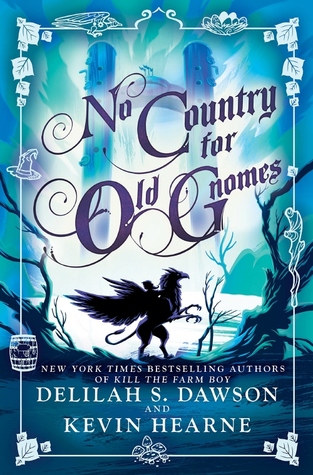 No Country
for
Old Gnomes
NEW YORK TIMES BESTSELLING AUTHORS
OF KILL THE FARM BOY
DELILAH S. DAWSON
AND
KEVIN HEARNE